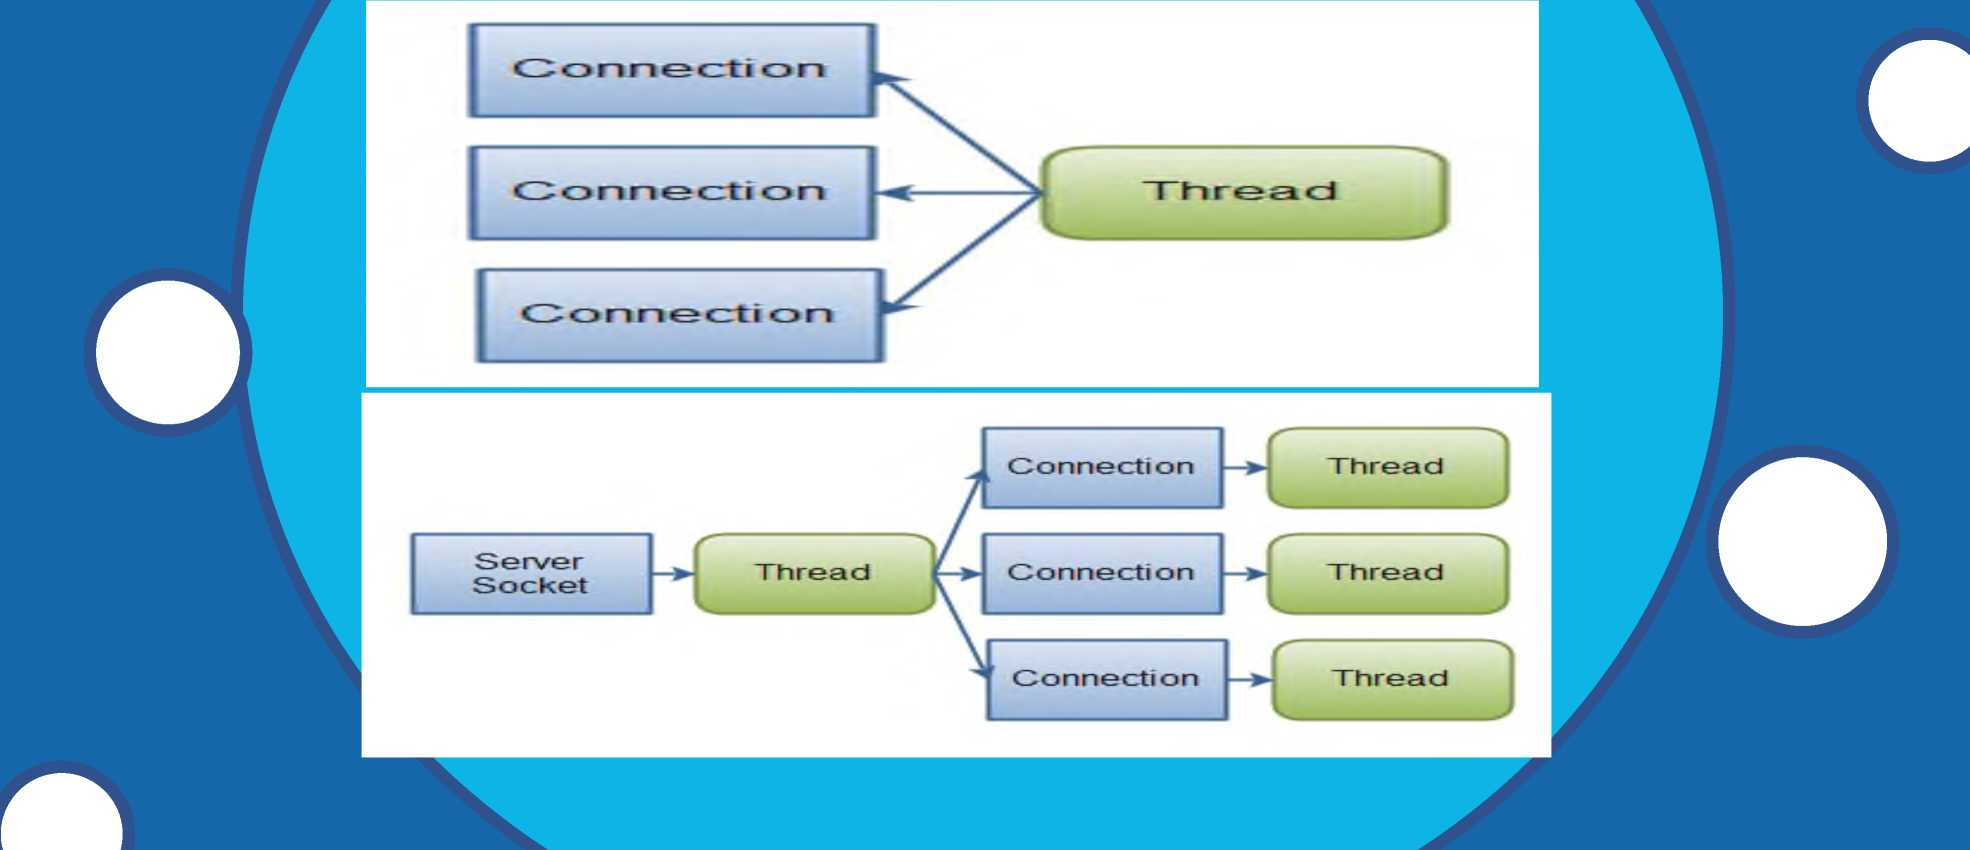 Connection
Connection
Thread
Connection
Connection
Thread
Server
Socket
Thread
Connection
Thread
Connection
Thread